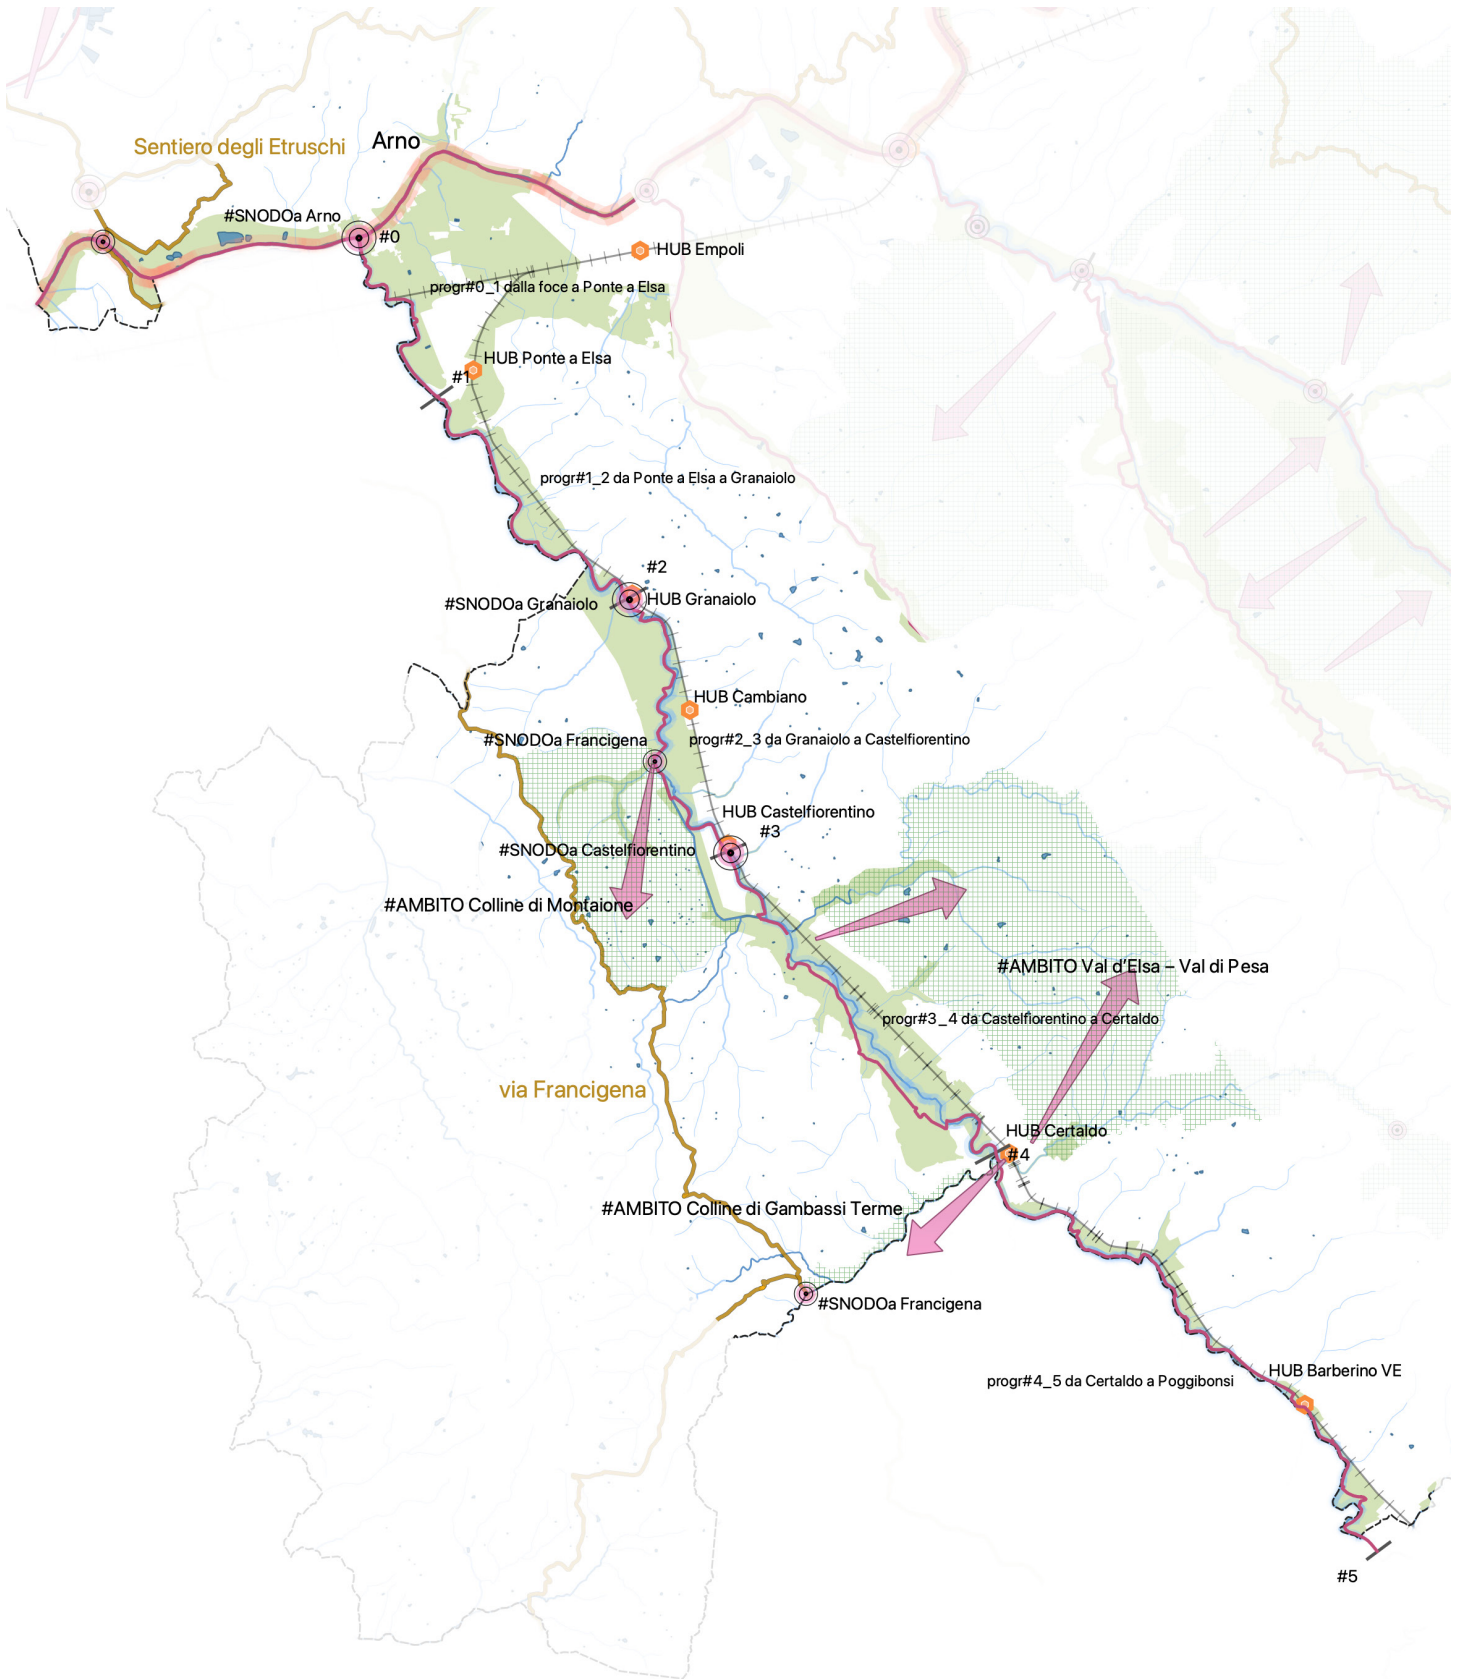 Arno
Sentiero degli Etruschi
#SNODOa Arno
#0
HUB Empoli
progr#0_1 dalla foce a Ponte a Elsa
HUB Ponte a Elsa
#1
progr#1_2 da Ponte a Elsa a Granaiolo
#2
HUB Granaiolo
#SNODOa Granaiolo
HUB Cambiano
#SNODOa Francigena
progr#2_3 da Granaiolo a Castelfiorentino
HUB Castelfiorentino
#3
#SNODOa Castelfiorentino
#AMBITO Colline di Montaione
#AMBITO Val d'Elsa – Val di Pesa
progr#3_4 da Castelfiorentino a Certaldo
via Francigena
HUB Certaldo
#4
#AMBITO Colline di Gambassi Terme
#SNODOa Francigena
HUB Barberino VE
progr#4_5 da Certaldo a Poggibonsi
#5